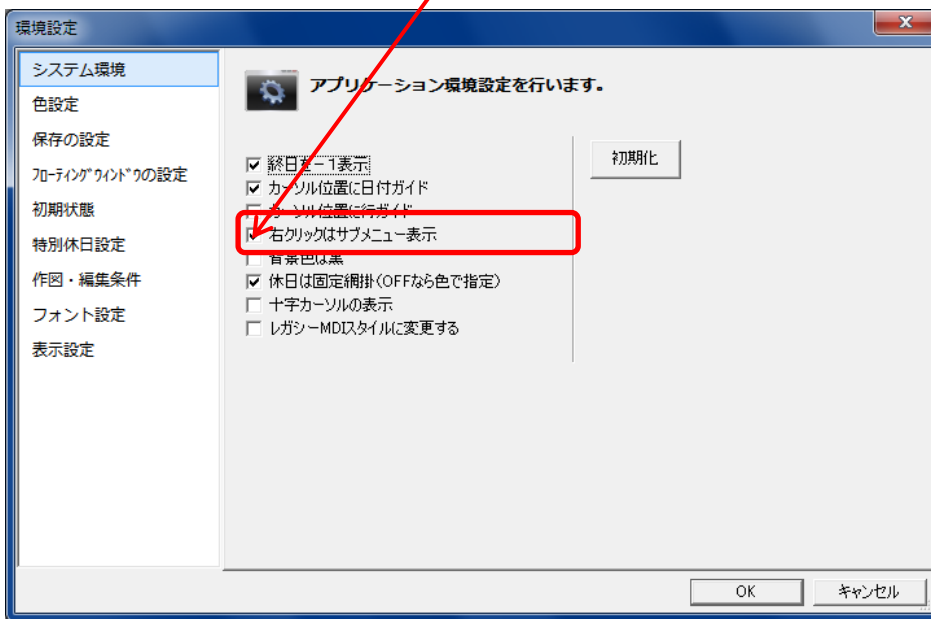 環境設定
システム環境
色設定
保存の設定
ﾌﾛｰﾃｨﾝｸﾞｳｨﾝﾄﾞｳの設定
初期状態
特別休日設定
作図・編集条件
フォント設定
表示設定
アプリケーション環境設定を行います。
終日を－1表示
カーソル位置に日付ガイド
カーソル位置に行ガイド
右クリックはサブメニュー表示
背景色は黒
休日は固定網掛(OFFなら色で指定)
十字カーソルの表示
レガシーMDIスタイルに変更する
初期化
OK
キャンセル